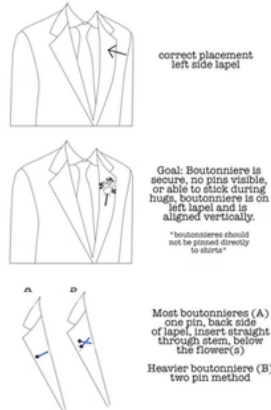 correct placement
left side lapel
Goal: Boutonniere is
secure, no pins visible,
or able to stick during
hugs, boutonniere is on
left lapel and is
aligned vertically.
"boutonnieres should
not be pinned directly
to shirts"
A B
Most boutonnieres (A)
one pin, back side
of lapel, insert straight
through stem, below
the flower(s)
Heavier boutonniere (B)
two pin method